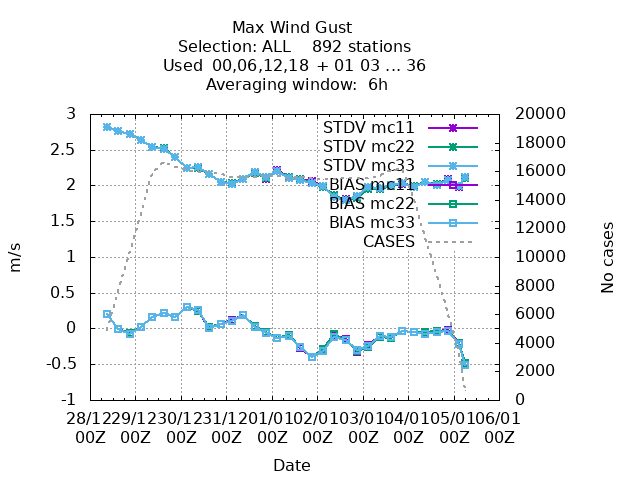 Max Wind Gust
Selection: ALL    892 stations
Used  00,06,12,18 + 01 03 ... 36
Averaging window:  6h
3
2.5
2
1.5
1
0.5
0
-0.5
-1
m/s
20000
18000
16000
14000
12000
10000
8000
6000
4000
2000
0
No cases
STDV mc11
STDV mc22
STDV mc33
BIAS mc11
BIAS mc22
BIAS mc33
CASES
28/12 29/12 30/12 31/12 01/01 02/01 03/01 04/01 05/01 06/01
00Z 00Z 00Z 00Z 00Z 00Z 00Z 00Z 00Z 00Z
Date